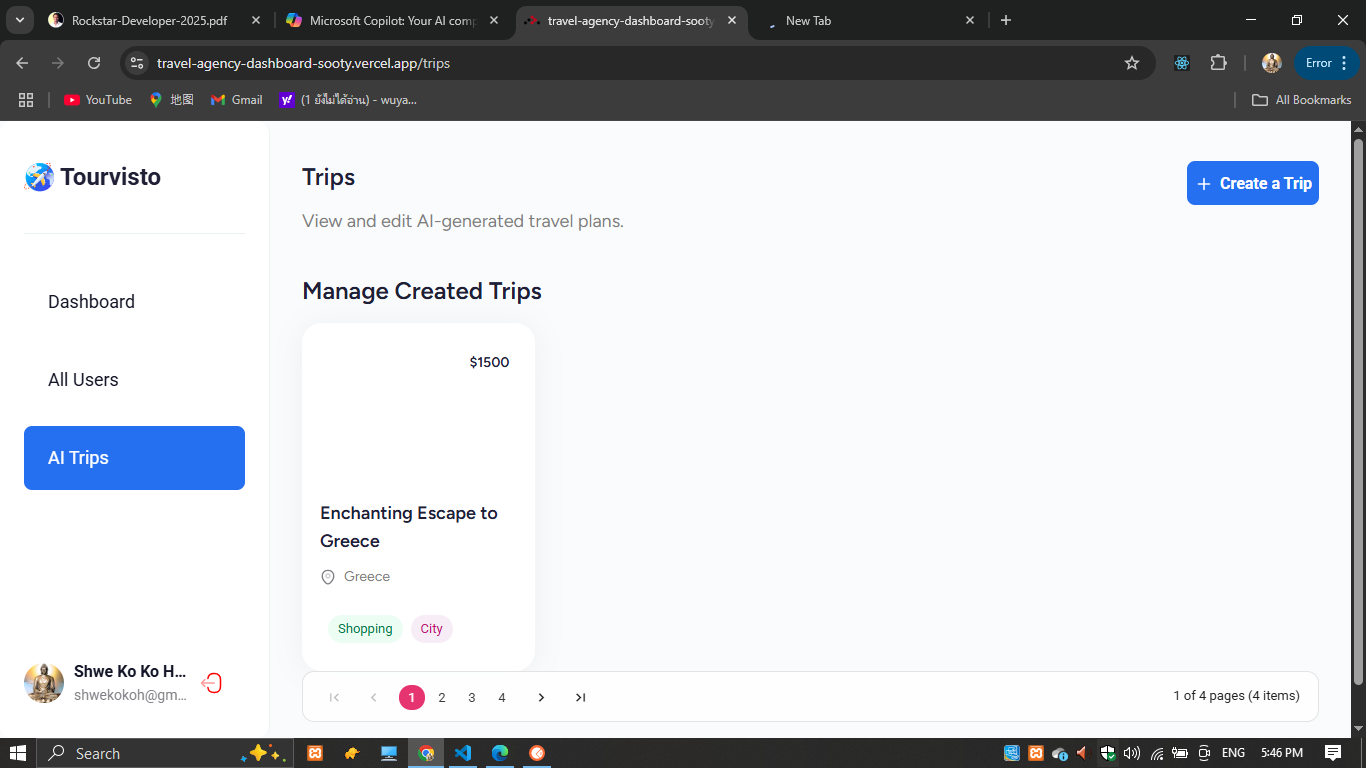 Rockstar-Developer-2025.pdf
Microsoft Copilot: Your AI comp
travel-agency-dashboard-sooty
New Tab
travel-agency-dashboard-sooty.vercel.app/trips
Error
YouTube
地图
Gmail
(1 ยังไม่ได้อ่าน) - wuya...
All Bookmarks
Tourvisto
Dashboard
All Users
AI Trips
Shwe Ko Ko H...
shwekokoh@gm...
Trips
View and edit AI-generated travel plans.
Create a Trip
Manage Created Trips
$1500
Enchanting Escape to
Greece
Greece
Shopping City
1 2 3 4
1 of 4 pages (4 items)
Search
ENG 5:46 PM